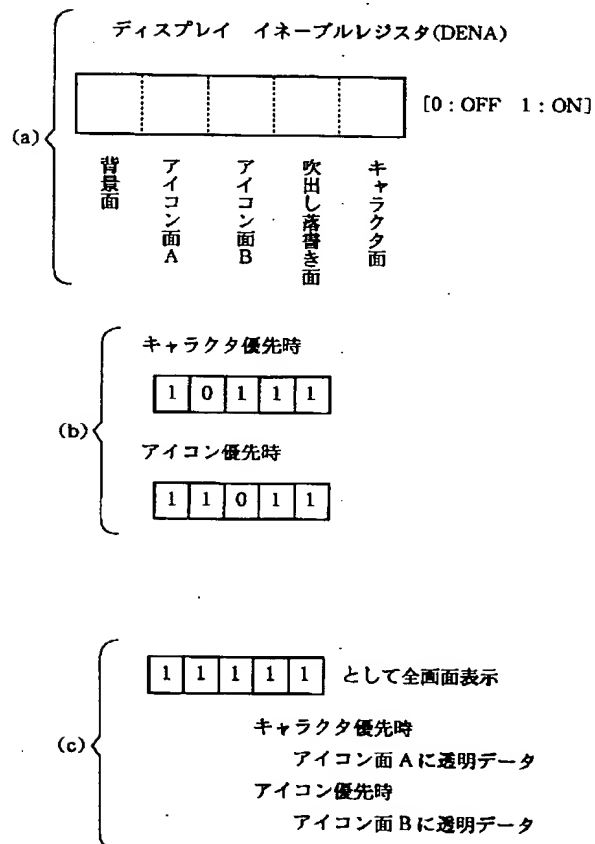 ディスプレイ イネーブルレジスタ(DENA)
[0:OFF 1:ON]
(a)
背景面
アイコン面A
アイコン面B
吹出し落書き面
キャラクタ面
キャラクタ優先時
1 0 1 1 1
(b)
アイコン優先時
1 1 0 1 1
1 1 1 1 1 として全画面表示
キャラクタ優先時
(c)
アイコン面Aに透明データ
アイコン優先時
アイコン面Bに透明データ